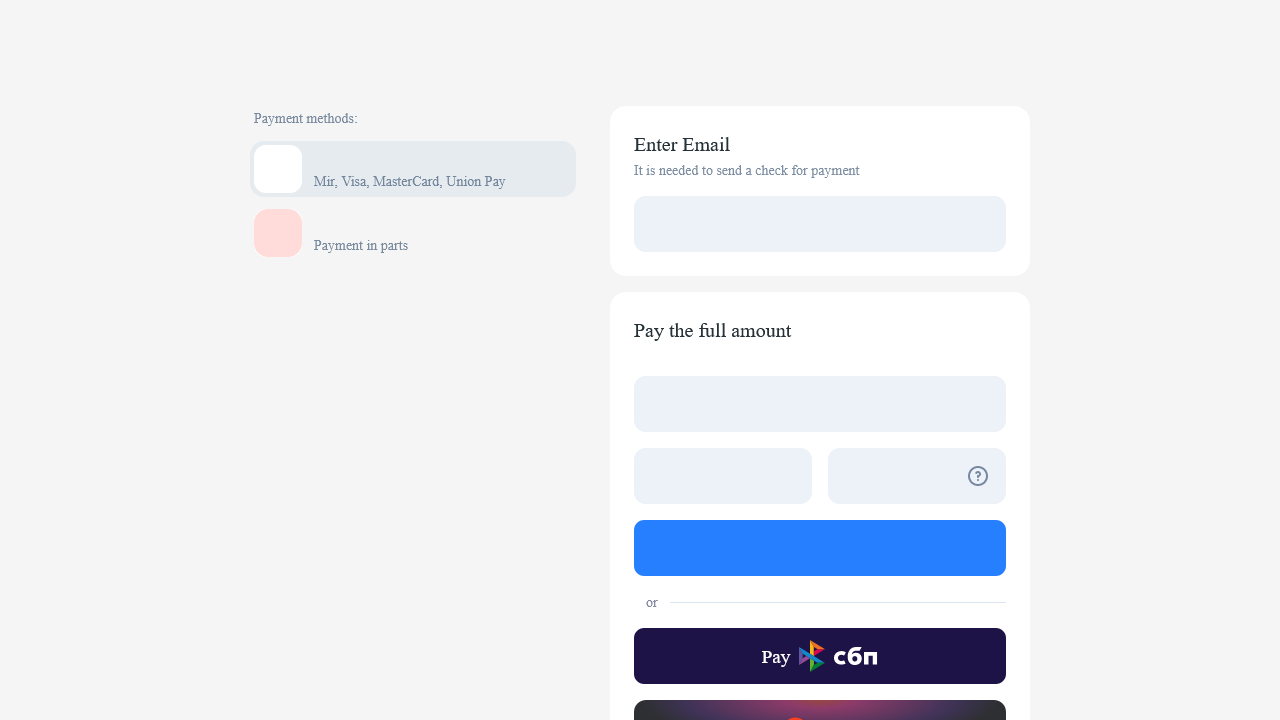 Payment methods:
Mir, Visa, MasterCard, Union Pay
Payment in parts
Enter Email
It is needed to send a check for payment
Pay the full amount
?
or
Pay сбп